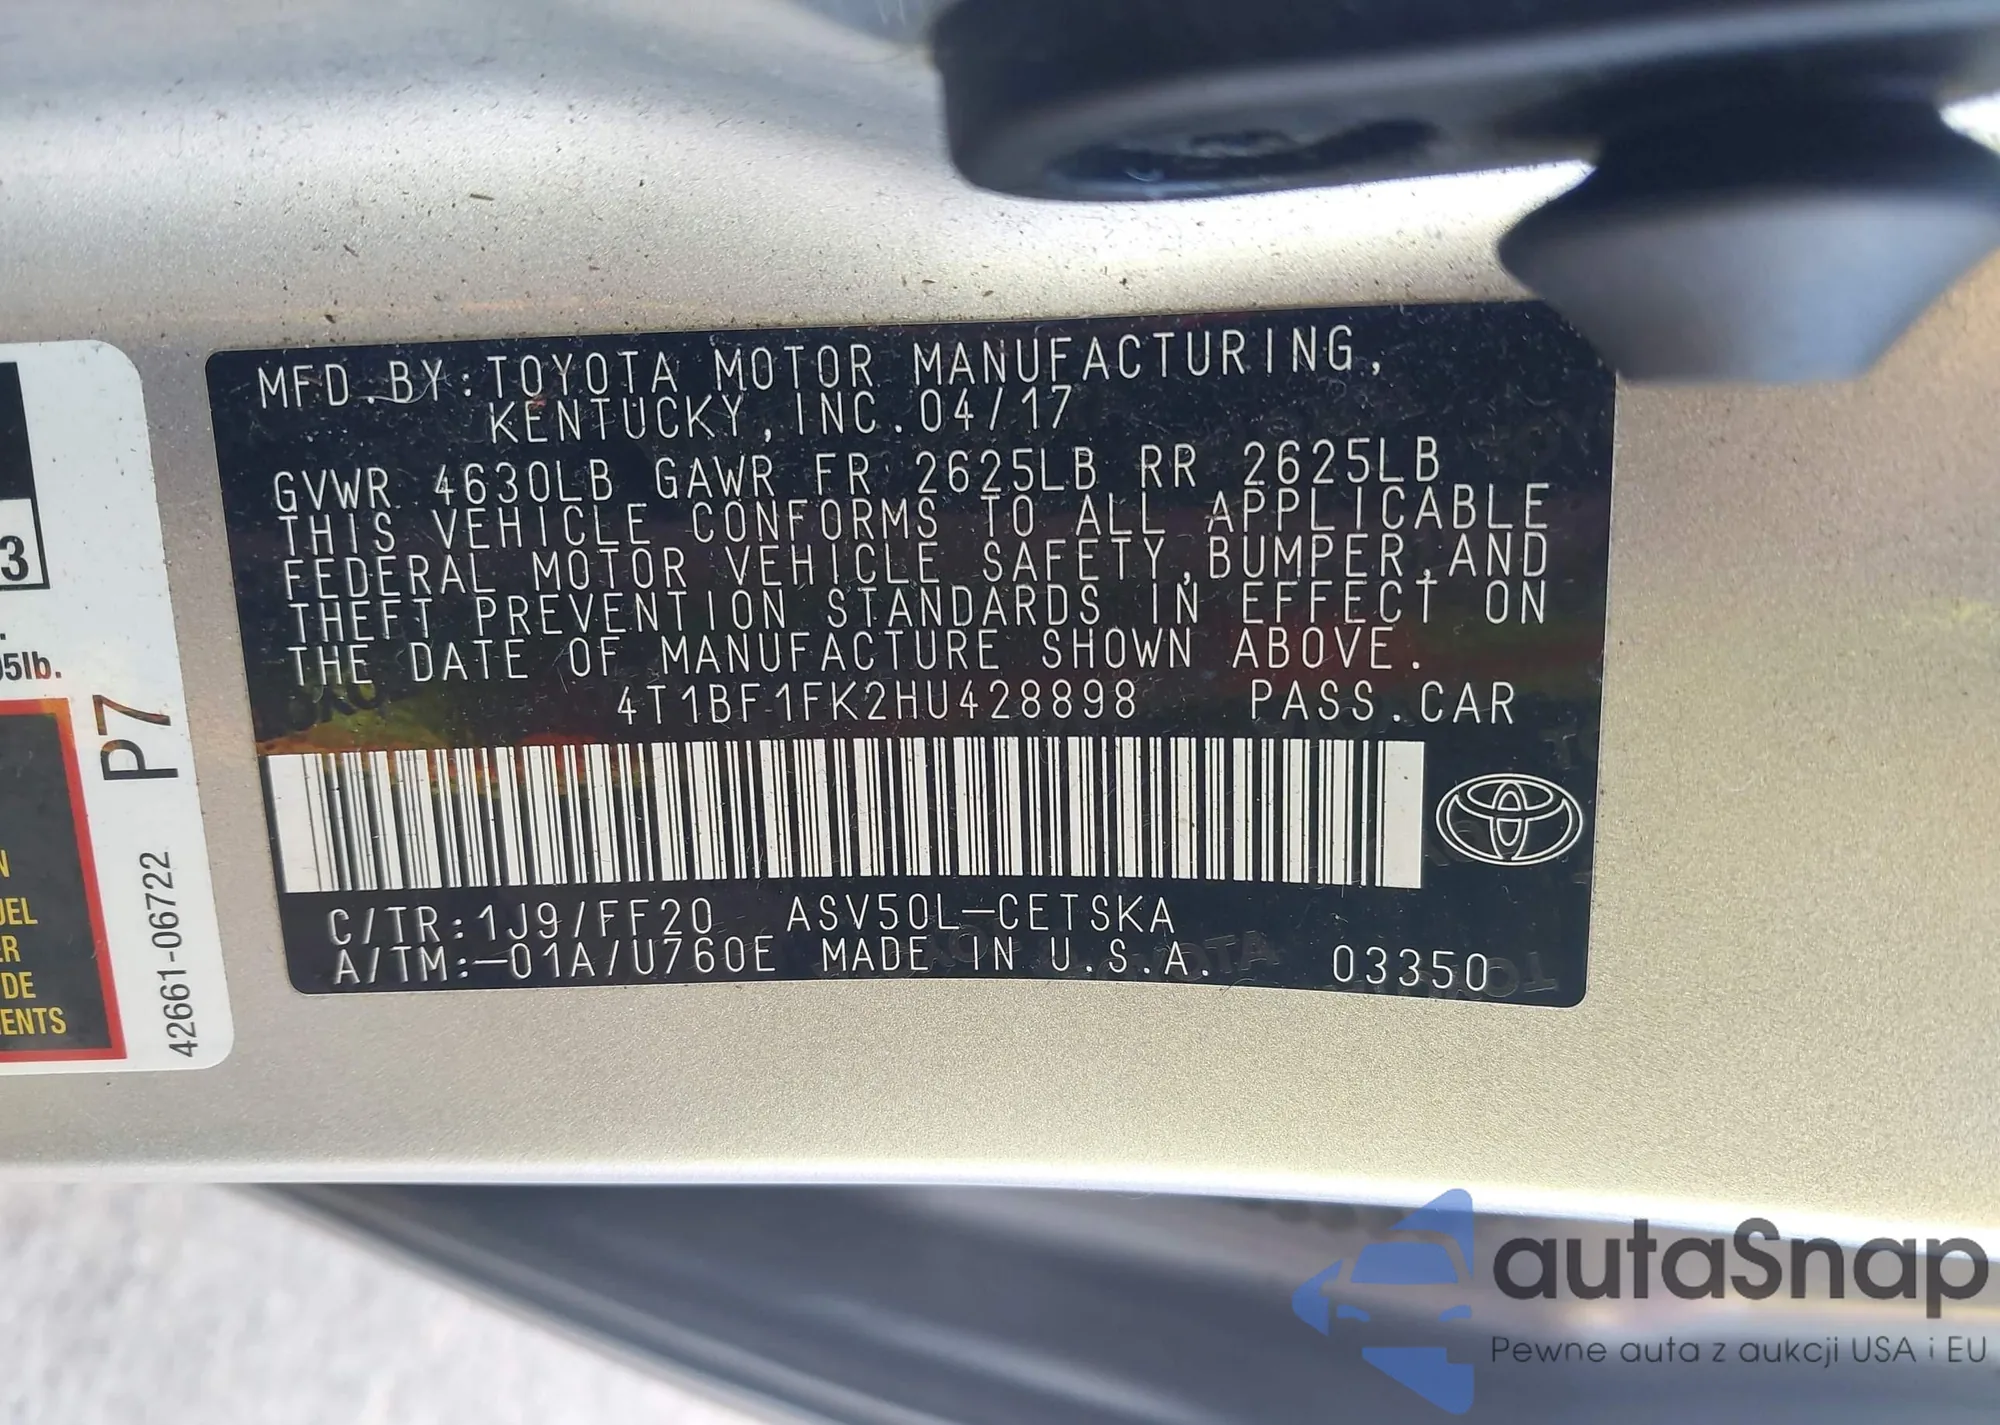 MFD.BY:TOYOTA MOTOR MANUFACTURING,
KENTUCKY,INC.04/17
GVWR 4630LB GAWR FR 2625LB RR 2625LB
THIS VEHICLE CONFORMS TO ALL APPLICABLE
FEDERAL MOTOR VEHICLE SAFETY,BUMPER,AND
THEFT PREVENTION STANDARDS IN EFFECT ON
THE DATE OF MANUFACTURE SHOWN ABOVE.
4T1BF1FK2HU428898 PASS.CAR
C/TR:1J9/FF20 ASV50L-CETSKA
A/TM:-01A/U760E MADE IN U.S.A. 03350
3
5lb.
P7
42661-06722
DE
autaSnap
Pewne auta z aukcji USA i EU